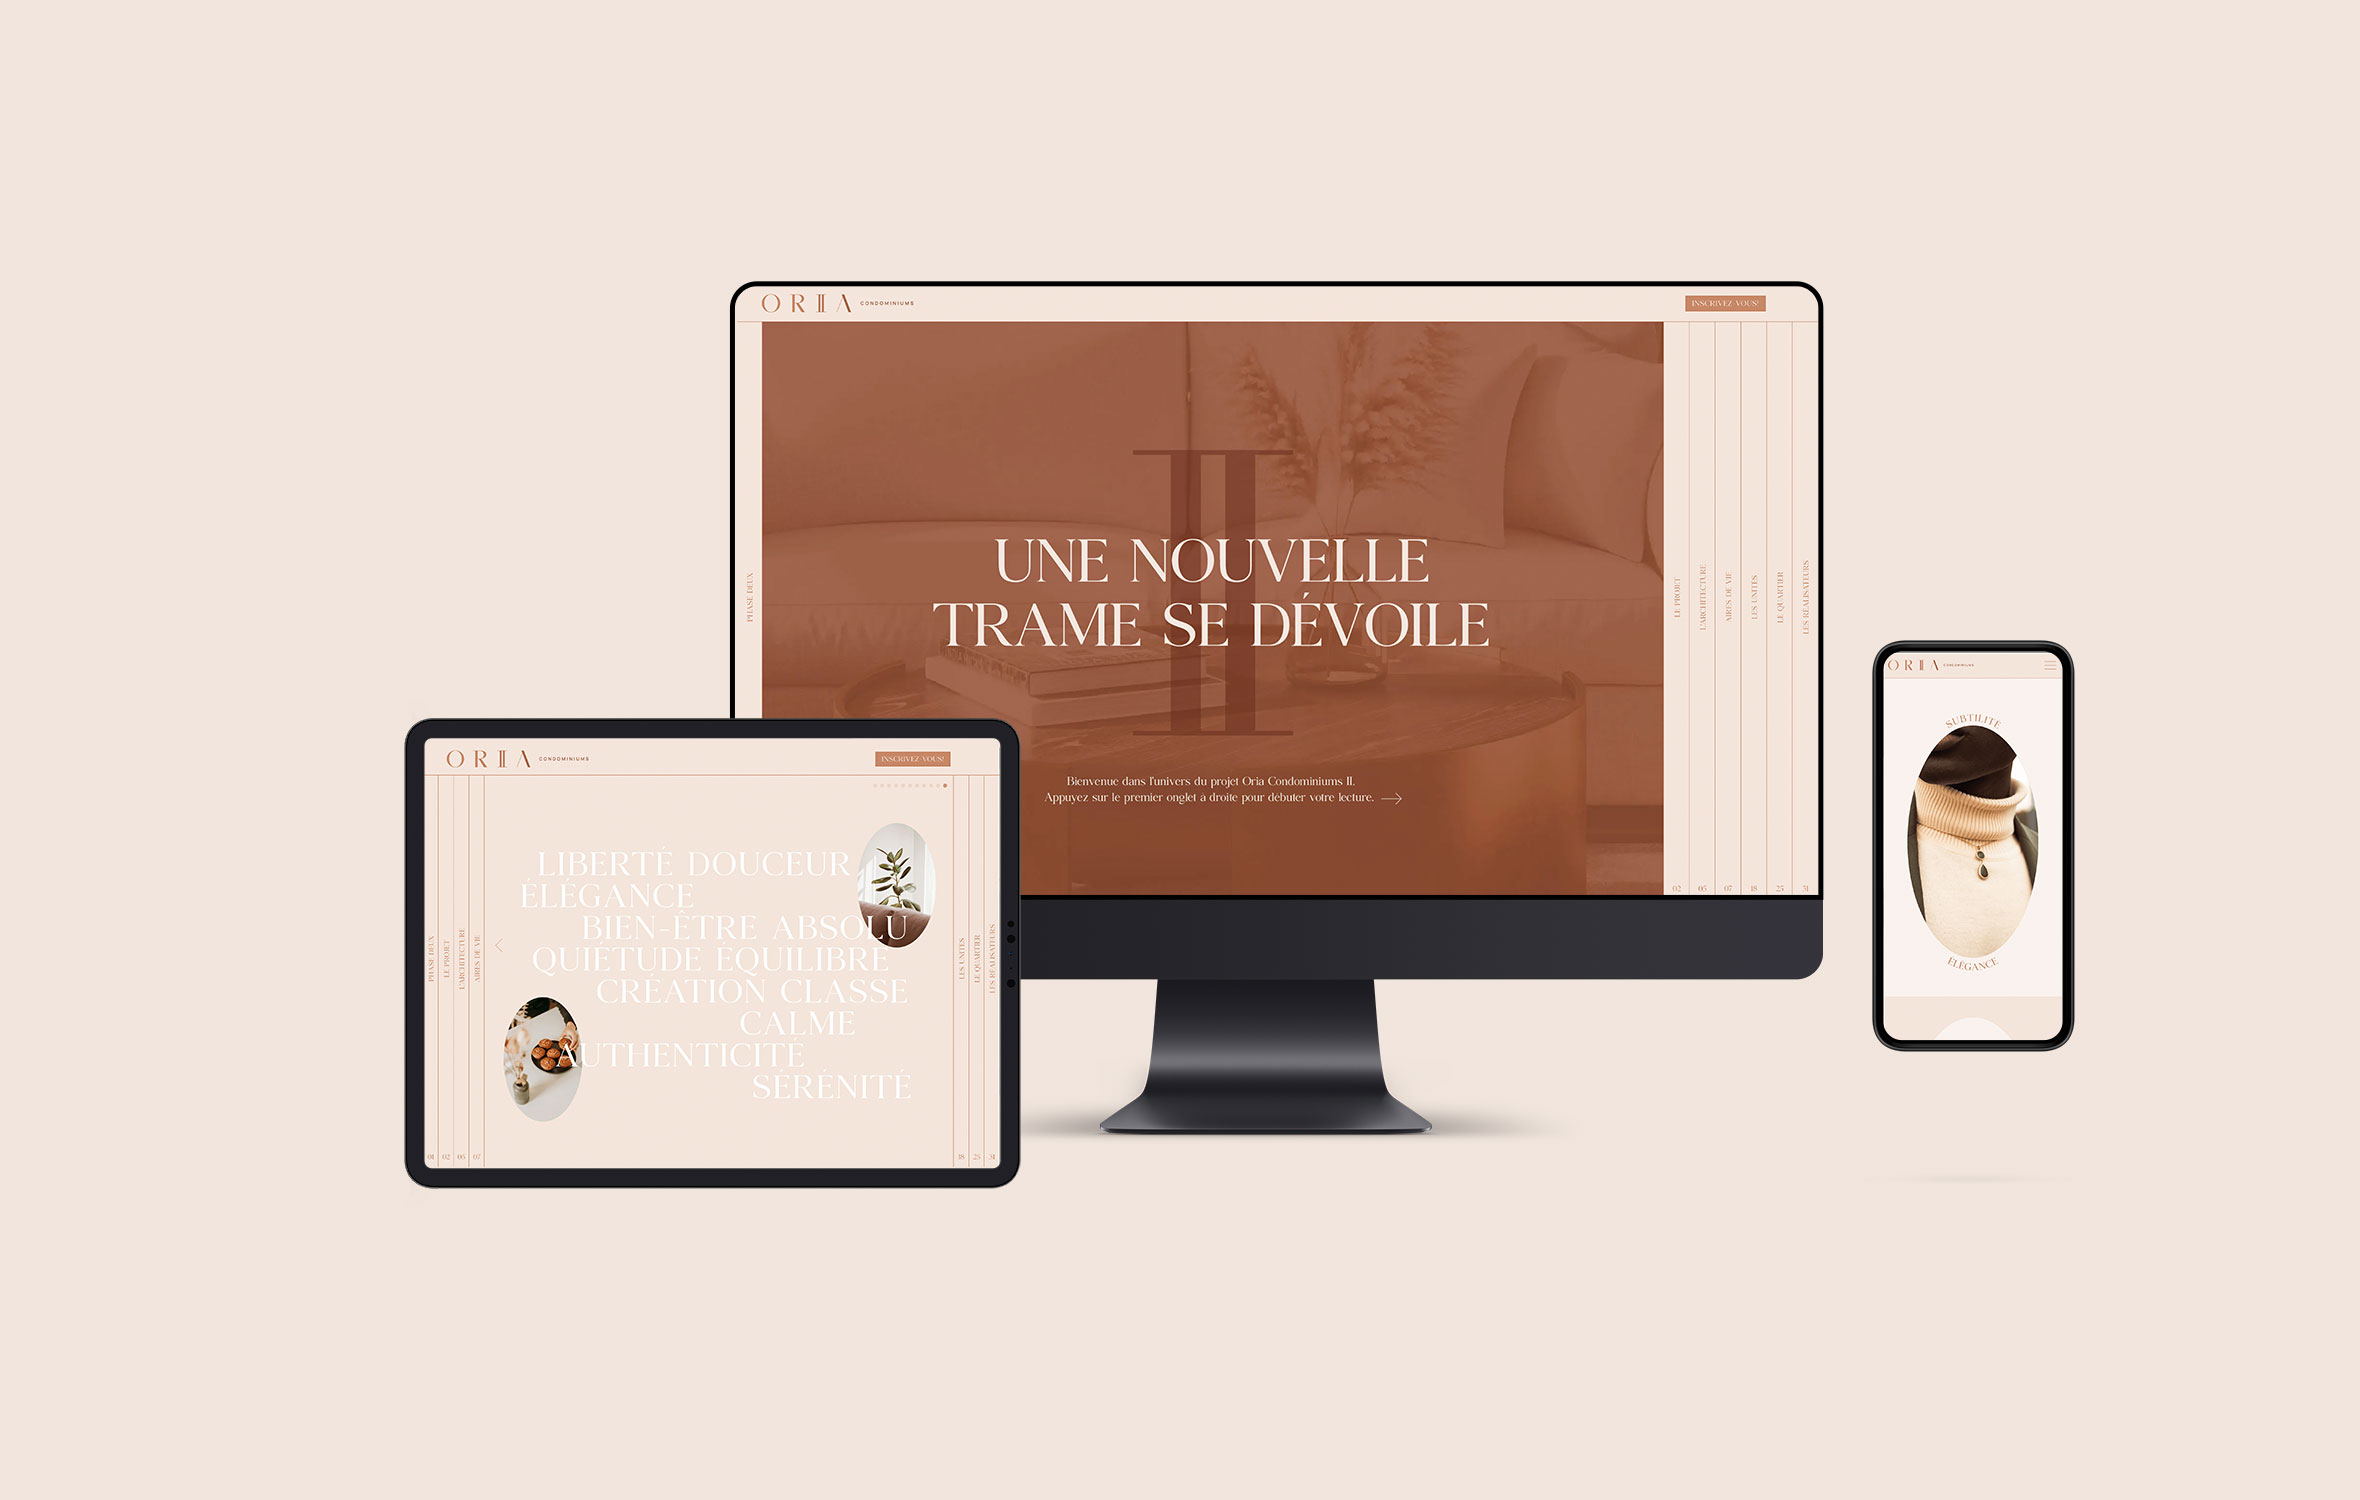 ORIIA CONDOMINIUMS
INSCRIVEZ-VOUS!
PHASE DEUX
II
UNE NOUVELLE
TRAME SE DÉVOILE
Bienvenue dans l'univers du projet Oria Condominiums II.
Appuyez sur le premier onglet à droite pour débuter votre lecture.
LE PROJET
L'ARCHITECTURE
AIRES DE VIE
LES UNITÉS
LE QUARTIER
LES RÉALISATEURS
02 05 07 18 25 31
ORIIA CONDOMINIUMS
INSCRIVEZ-VOUS!
PHASE DEUX
LE PROJET
L'ARCHITECTURE
AIRES DE VIE
LIBERTÉ DOUCEUR
ÉLÉGANCE
BIEN-ÊTRE ABSOLU
QUIÉTUDE ÉQUILIBRE
CRÉATION CLASSE
CALME
AUTHENTICITÉ
SÉRÉNITÉ
LES UNITÉS
LE QUARTIER
LES RÉALISATEURS
01 02 05 07 18 25 31
ORIIA CONDOMINIUMS
SUBTILITÉ
ÉLÉGANCE